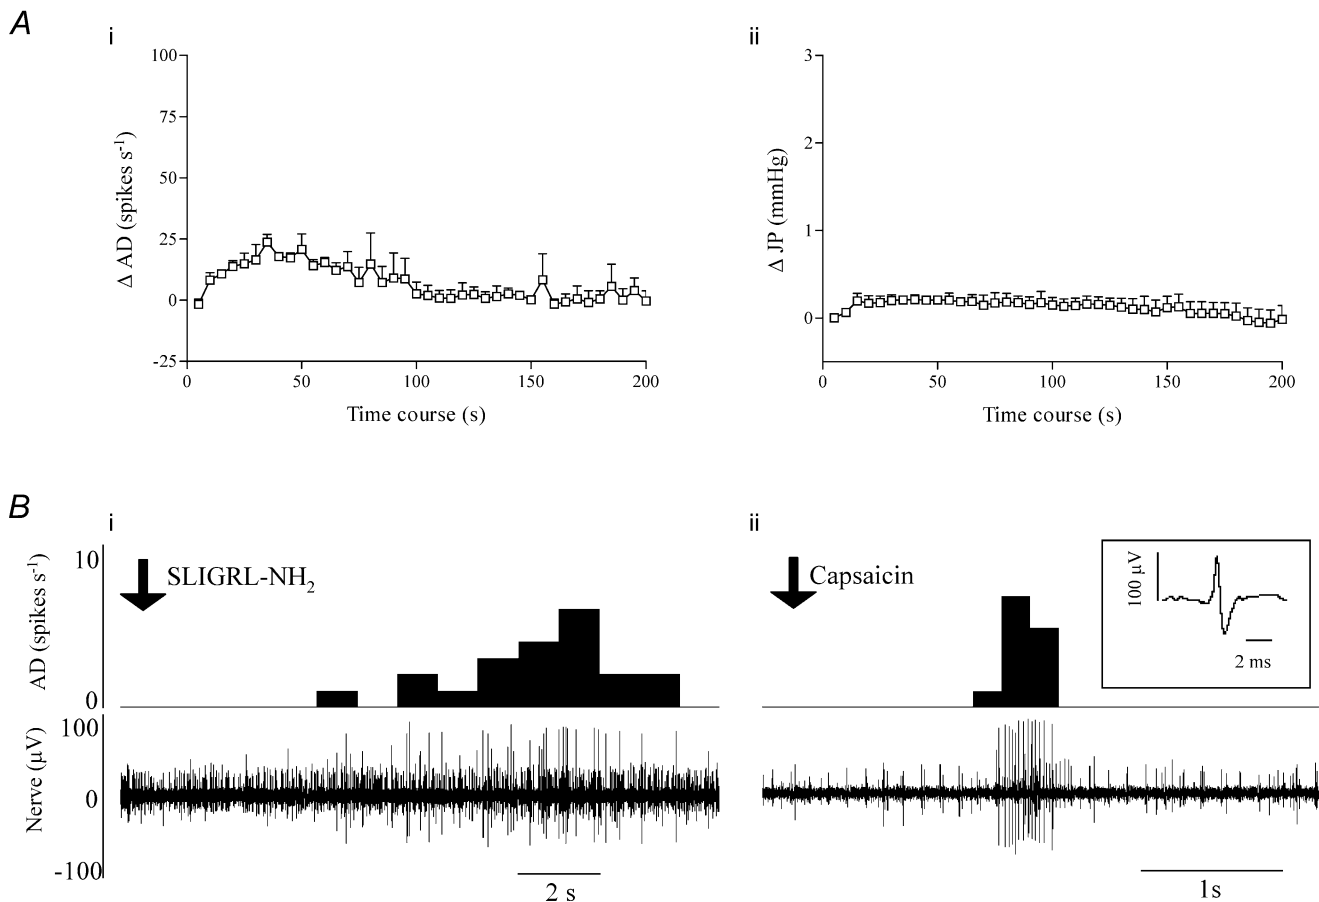 A
i
ii
100
75
50
25
0
-25
Δ AD (spikes s⁻¹)
0 50 100 150 200
Time course (s)
3
2
1
0
Δ JP (mmHg)
0 50 100 150 200
Time course (s)
B
i
ii
10
0
AD (spikes s⁻¹)
SLIGRL-NH₂
Capsaicin
100 µV
2 ms
100
0
-100
Nerve (µV)
2 s
1s